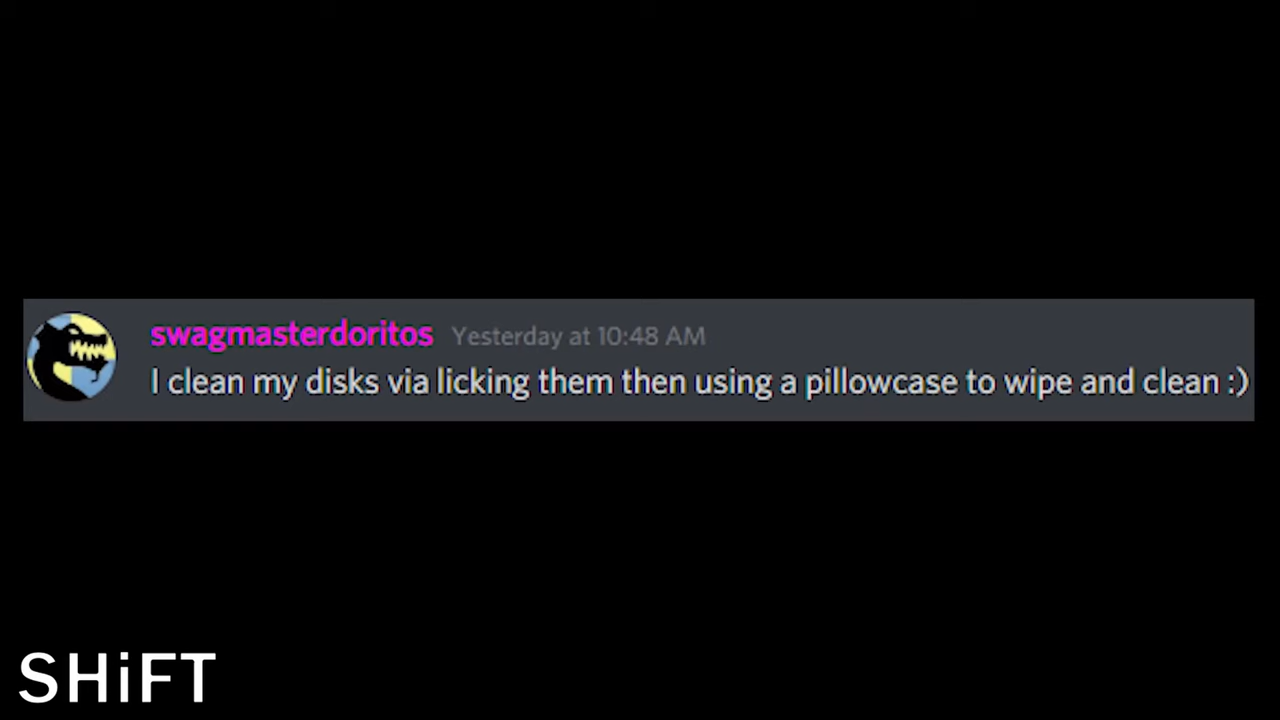 swagmasterdoritos Yesterday at 10:48 AM
I clean my disks via licking them then using a pillowcase to wipe and clean :)
SHiFT